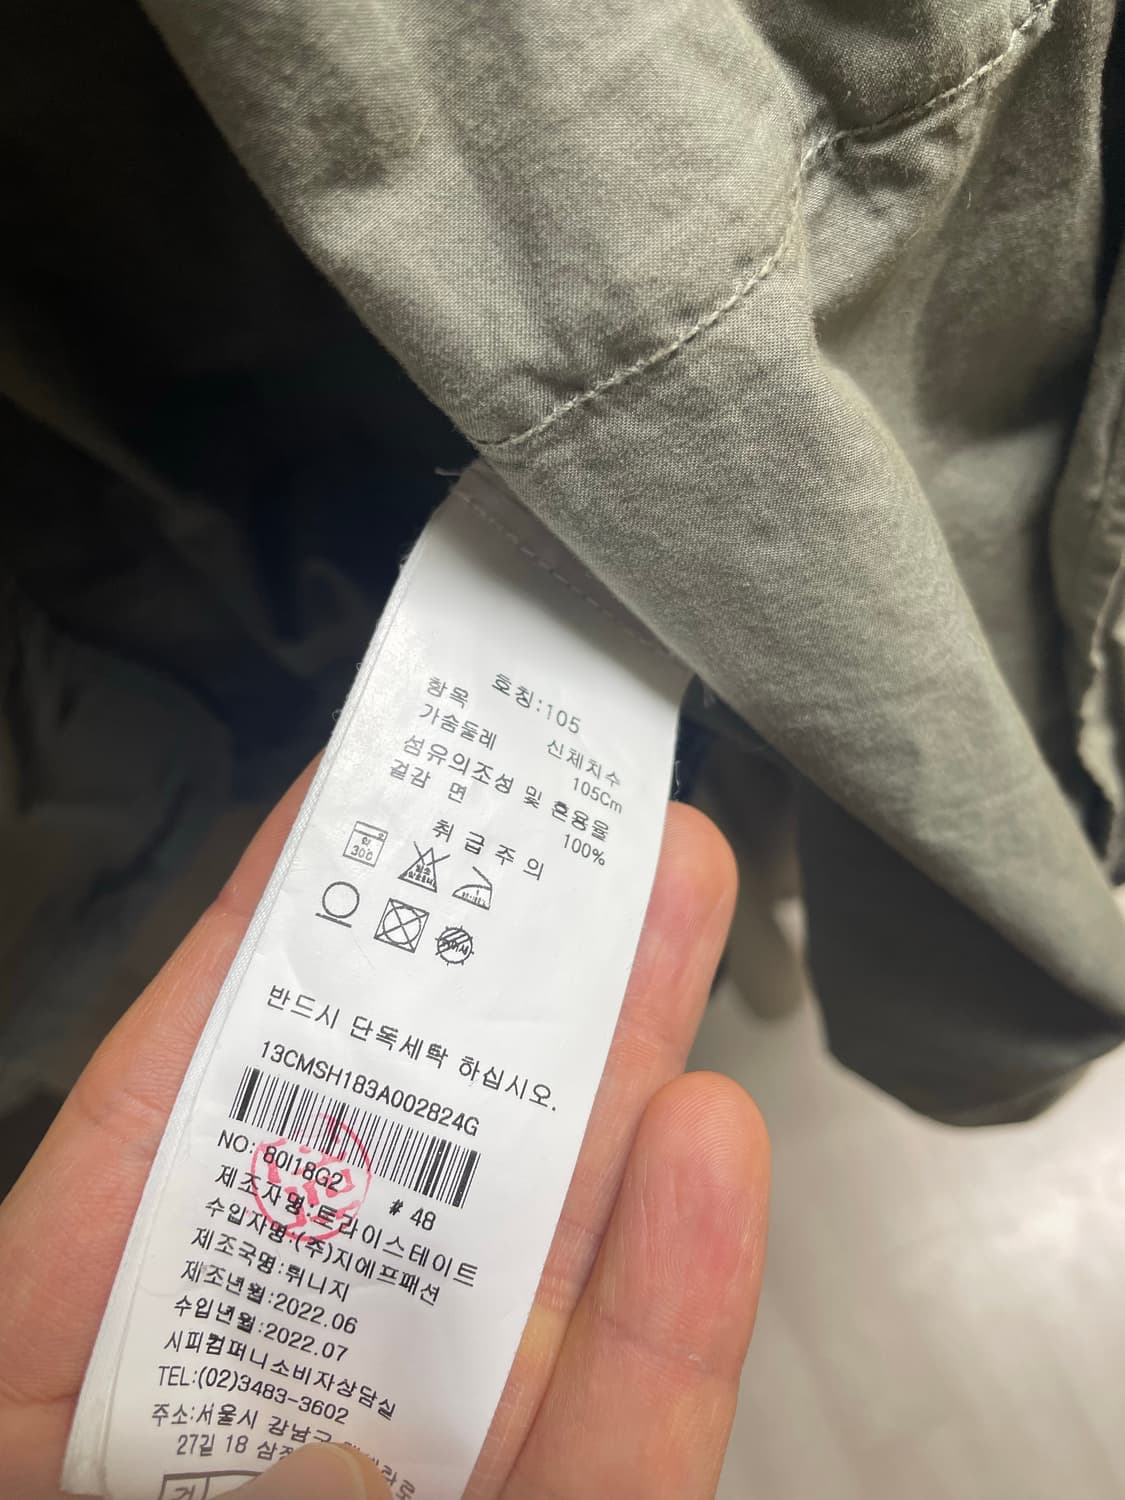 호칭:105
항목 신체치수
가슴둘레 105Cm
섬유의조성 및 혼용율
겉감 면 100%
취급주의
약
30℃
반드시 단독세탁 하십시오.
13CMSH183A002824G
NO: 80I18G2 # 48
제조자명:트라이스테이트
수입자명:(주)지에프패션
제조국명:튀니지
제조년월:2022.06
수입년월:2022.07
시피컴퍼니소비자상담실
TEL:(02)3483-3602
주소:서울시 강남구
27길 18